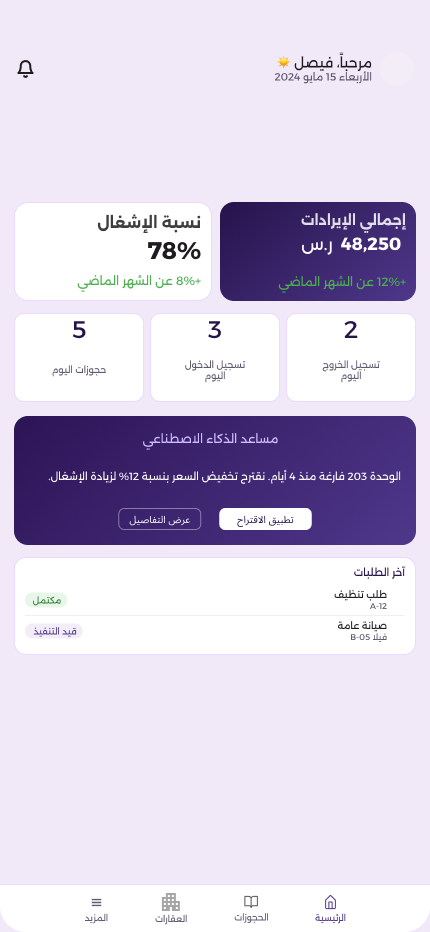 مرحباً، فيصل ☀️
الأربعاء 15 مايو 2024
إجمالي الإيرادات
48,250 ر.س
+12% عن الشهر الماضي
نسبة الإشغال
78%
+8% عن الشهر الماضي
2
تسجيل الخروج
اليوم
3
تسجيل الدخول
اليوم
5
حجوزات اليوم
مساعد الذكاء الاصطناعي
الوحدة 203 فارغة منذ 4 أيام. نقترح تخفيض السعر بنسبة 12% لزيادة الإشغال.
تطبيق الاقتراح
عرض التفاصيل
آخر الطلبات
طلب تنظيف
A-12
مكتمل
صيانة عامة
فيلا B-05
قيد التنفيذ
الرئيسية
الحجوزات
العقارات
المزيد